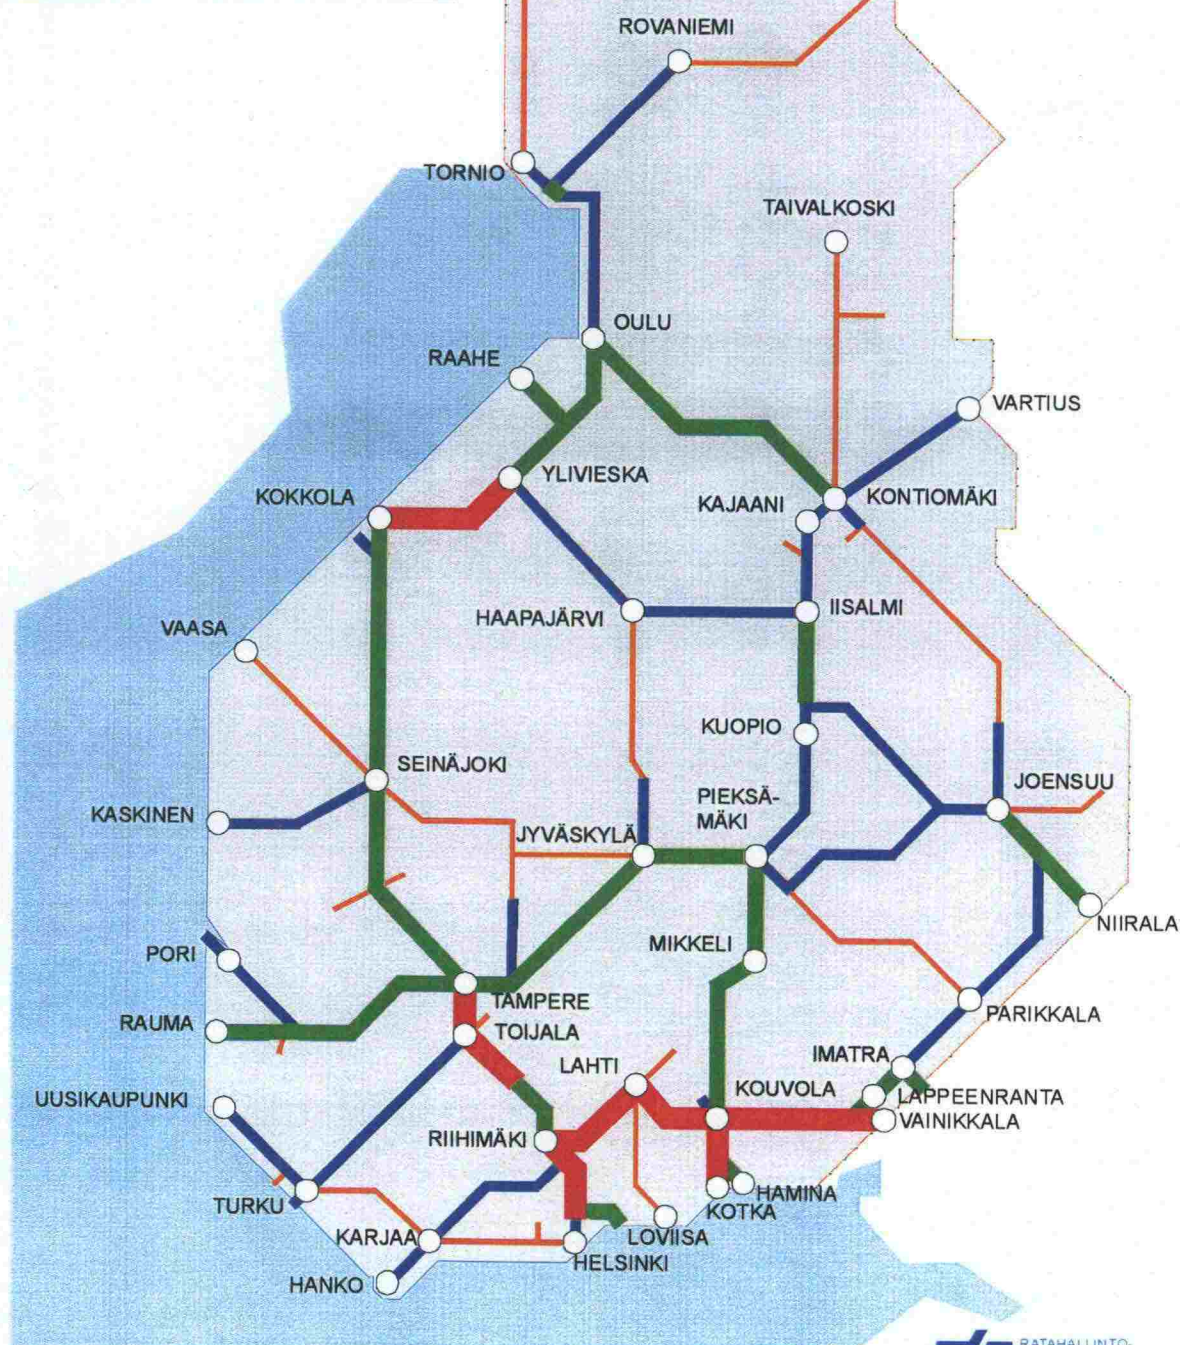 ROVANIEMI
TORNIO
TAIVALKOSKI
OULU
RAAHE
VARTIUS
YLIVIESKA
KOKKOLA
KAJAANI
KONTIOMÄKI
HAAPAJÄRVI
IISALMI
VAASA
KUOPIO
SEINÄJOKI
JOENSUU
PIEKSÄ-
MÄKI
KASKINEN
JYVÄSKYLÄ
NIIRALA
MIKKELI
PORI
TAMPERE
PARIKKALA
RAUMA
TOIJALA
IMATRA
LAHTI
KOUVOLA
LAPPEENRANTA
UUSIKAUPUNKI
VAINIKKALA
RIIHIMÄKI
HAMINA
TURKU
KOTKA
KARJAA
LOVIISA
HELSINKI
HANKO
RATAHALLINTO-